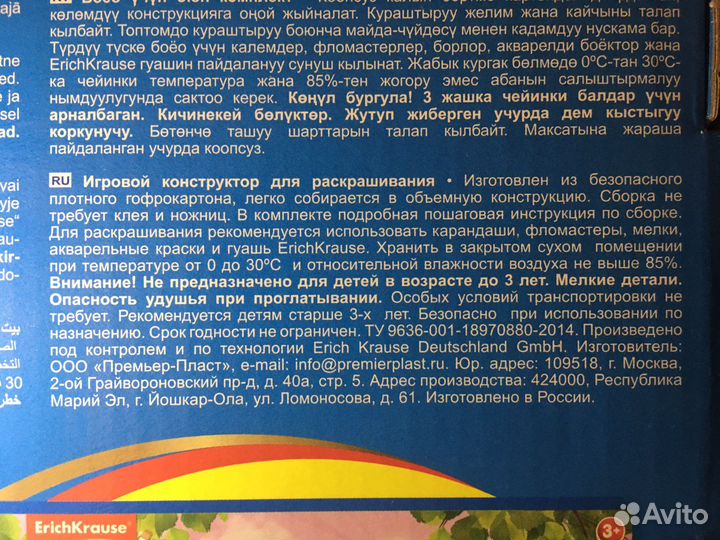 көлөмдүү конструкцияга оңой жыйналат. Кураштыруу желим жана кайчыны талап
кылбайт. Топтомдо кураштыруу боюнча майда-чүйдөсү менен кадамдуу нускама бар.
Түрдүү түскө боёо үчүн калемдер, фломастерлер, борлор, акварелди боёктор жана
ErichKrause гуашин пайдалануу сунуш кылынат. Жабык кургак бөлмөдө 0ºС-тан 30ºС-
ка чейинки температура жана 85%-тен жогору эмес абанын салыштырмалуу
нымдуулугунда сактоо керек. Көңүл бургула! 3 жашка чейинки балдар үчүн
арналбаган. Кичинекей бөлүктөр. Жутуп жиберген учурда дем кыстыгуу
коркунучу. Бөтөнчө ташуу шарттарын талап кылбайт. Максатына жараша
пайдаланган учурда коопсуз.
RU Игровой конструктор для раскрашивания • Изготовлен из безопасного
плотного гофрокартона, легко собирается в объемную конструкцию. Сборка не
требует клея и ножниц. В комплекте подробная пошаговая инструкция по сборке.
Для раскрашивания рекомендуется использовать карандаши, фломастеры, мелки,
акварельные краски и гуашь ErichKrause. Хранить в закрытом сухом помещении
при температуре от 0 до 30ºС и относительной влажности воздуха не выше 85%.
Внимание! Не предназначено для детей в возрасте до 3 лет. Мелкие детали.
Опасность удушья при проглатывании. Особых условий транспортировки не
требует. Рекомендуется детям старше 3-х лет. Безопасно при использовании по
назначению. Срок годности не ограничен. ТУ 9636-001-18970880-2014. Произведено
под контролем и по технологии Erich Krause Deutschland GmbH. Изготовитель:
ООО «Премьер-Пласт», e-mail: info@premierplast.ru. Юр. адрес: 109518, г. Москва,
2-ой Грайвороновский пр-д, д. 40а, стр. 5. Адрес производства: 424000, Республика
Марий Эл, г. Йошкар-Ола, ул. Ломоносова, д. 61. Изготовлено в России.
ErichKrause
3+
Avito